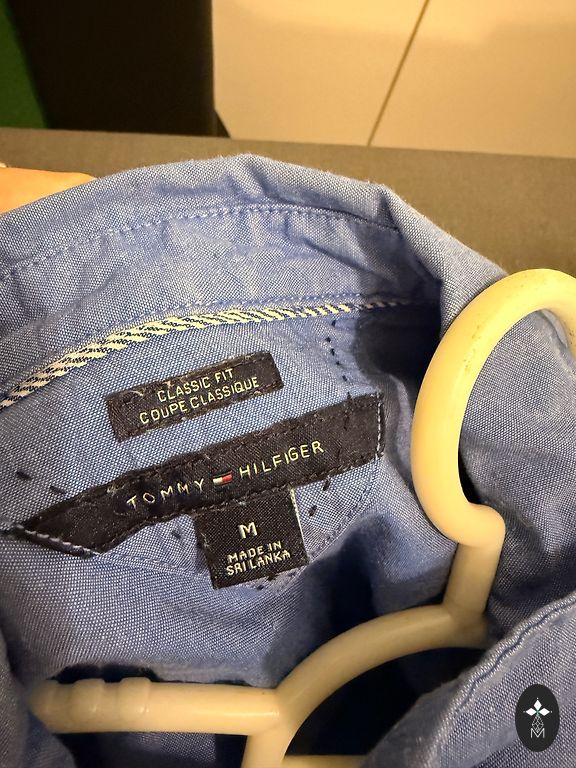 CLASSIC FIT
COUPE CLASSIQUE
TOMMY HILFIGER
M
MADE IN
SRI LANKA
M